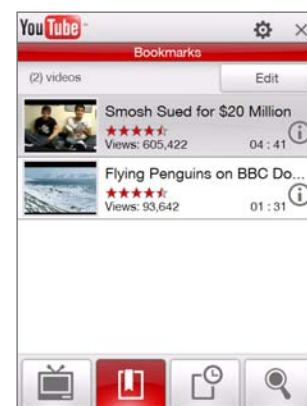 YouTube
Bookmarks
(2) videos
Edit
Smosh Sued for $20 Million
Views: 605,422
04 : 41
Flying Penguins on BBC Do...
Views: 93,642
01 : 31